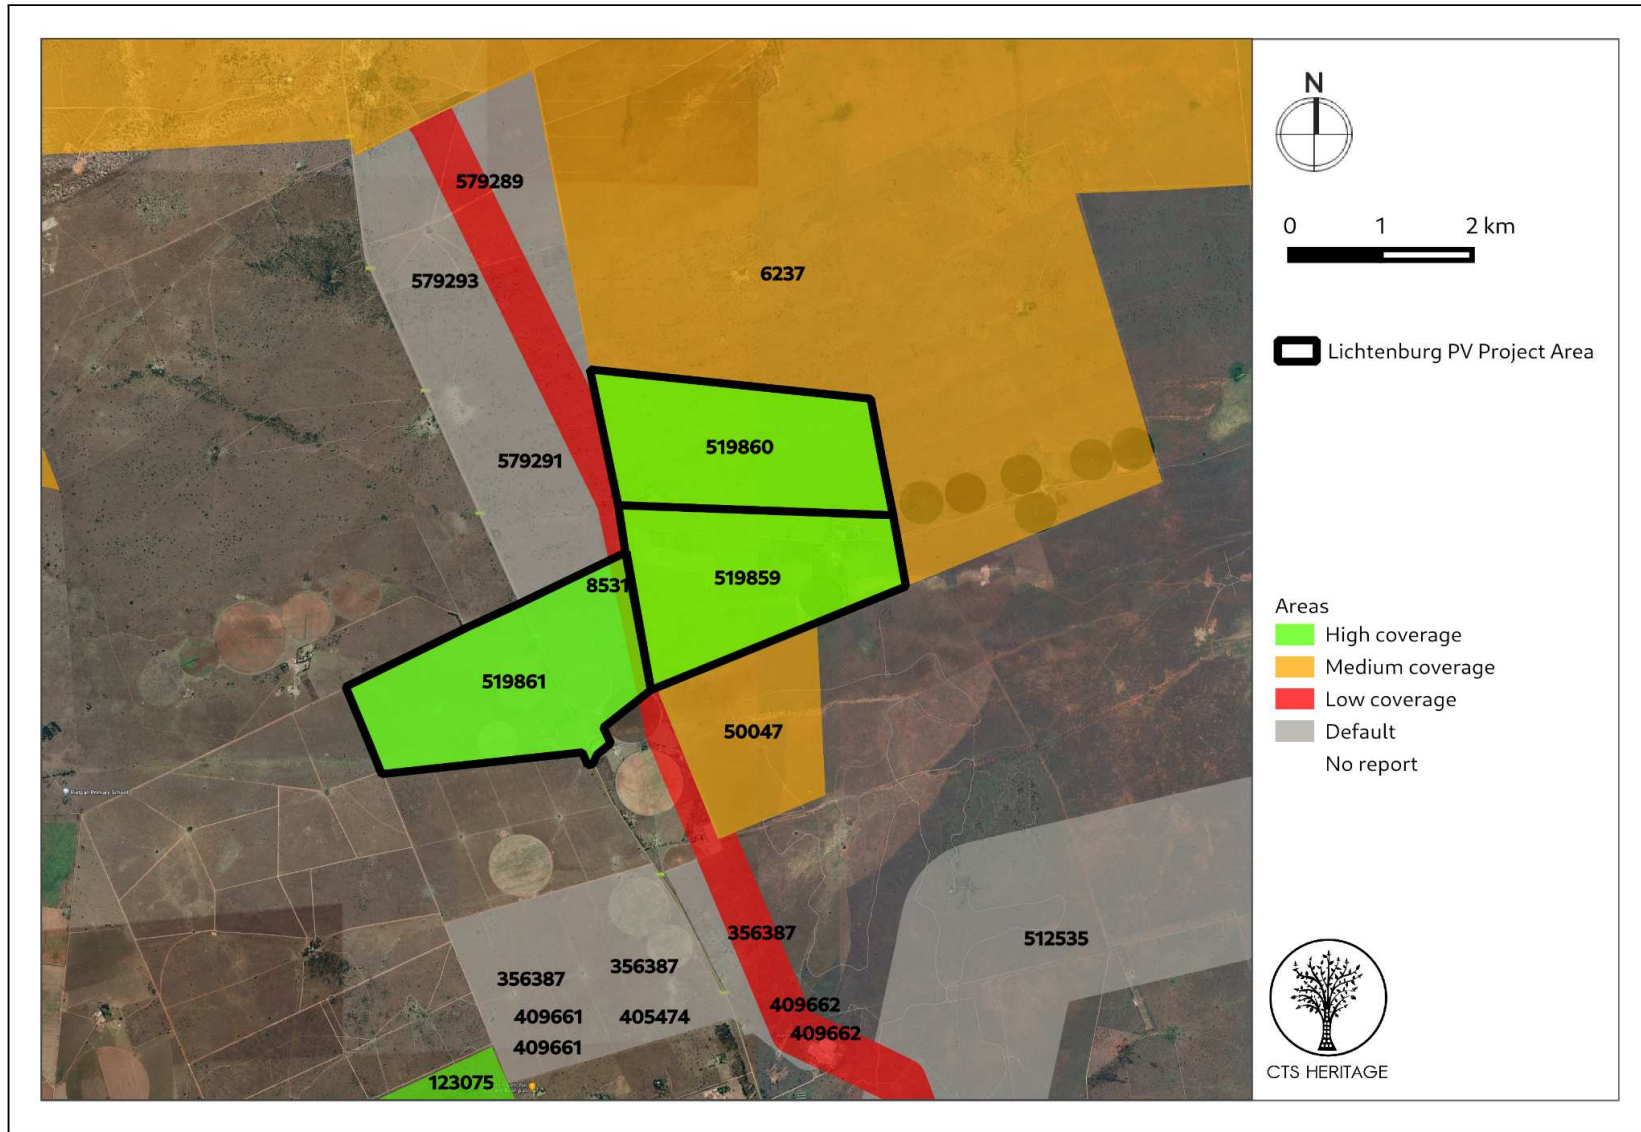 579289
579293
6237
579291
519860
8531
519859
519861
50047
356387
356387
356387
512535
409661
405474
409662
409661
409662
123075
N
0 1 2 km
Lichtenburg PV Project Area
Areas
High coverage
Medium coverage
Low coverage
Default
No report
CTS HERITAGE
Primary School